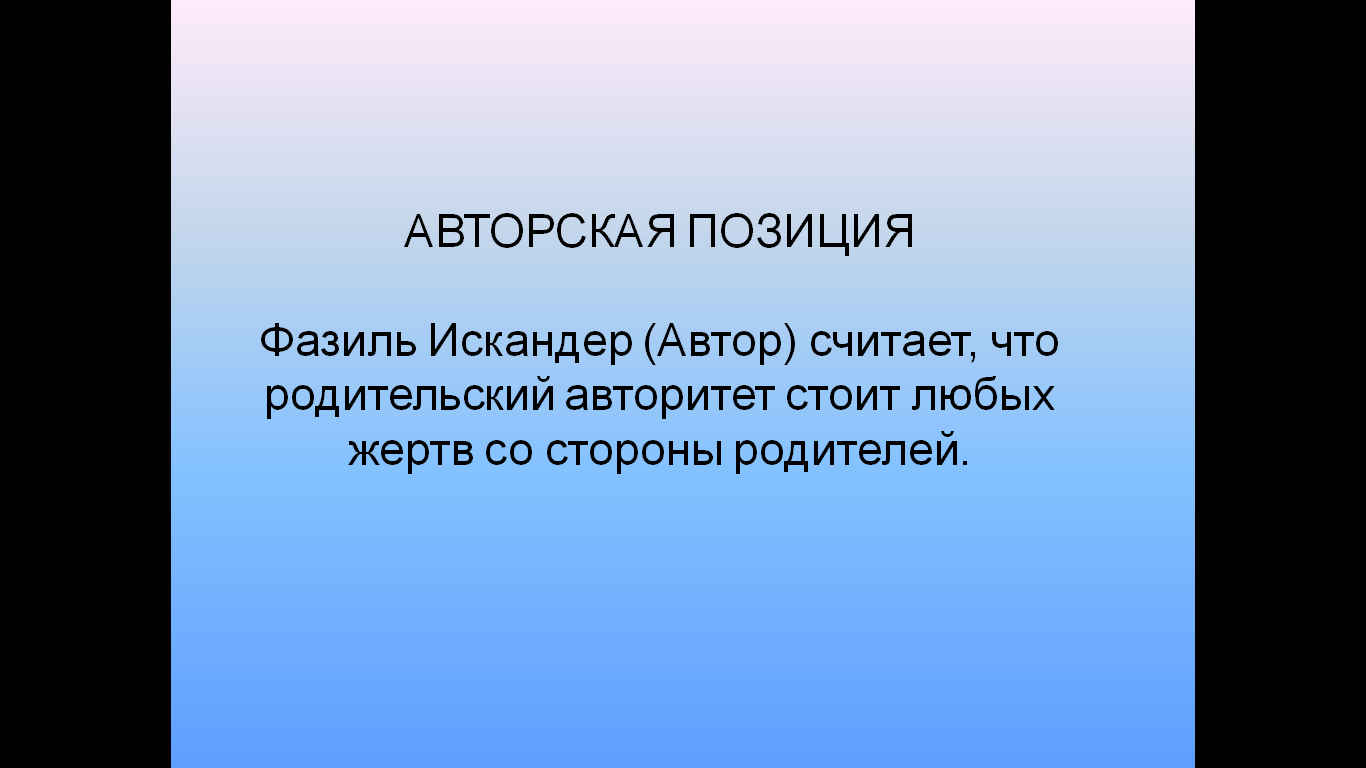 АВТОРСКАЯ ПОЗИЦИЯ
Фазиль Искандер (Автор) считает, что
родительский авторитет стоит любых
жертв со стороны родителей.